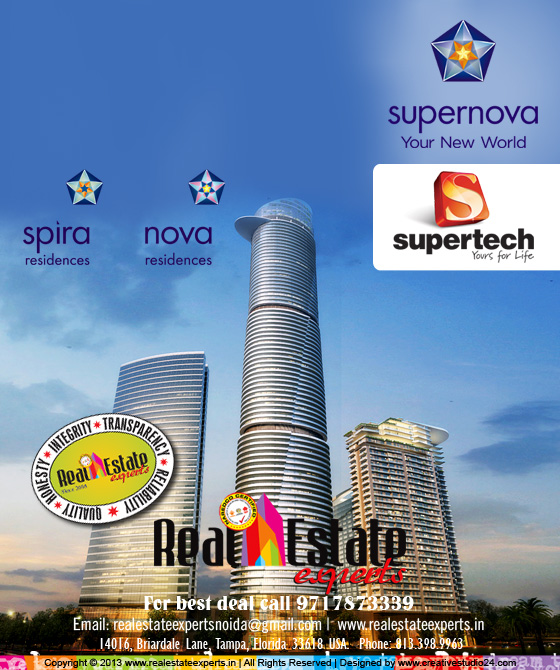 supernova
Your New World
S
supertech
Yours for Life
spira
residences
nova
residences
HONESTY * INTEGRITY * TRANSPARENCY * RELIABILITY * QUALITY
Real Estate
experts
Since 2008
CERTIFIED
Real Estate
experts
For best deal call 9717873339
Email: realestateexpertsnoida@gmail.com | www.realestateexperts.in
14016, Briardale Lane, Tampa, Florida 33618, USA. Phone: 813.398.9963
Copyright © 2013 www.realestateexperts.in | All Rights Reserved | Designed by www.creativestudio24.com